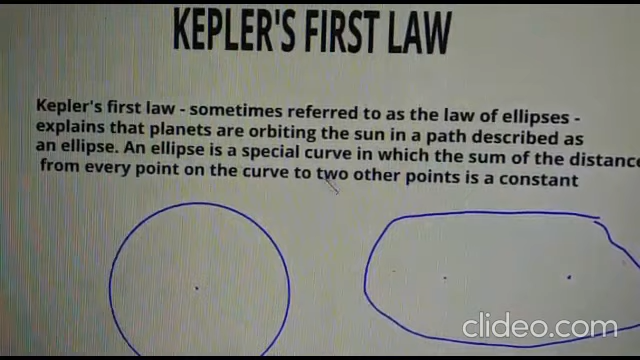 KEPLER'S FIRST LAW
Kepler's first law - sometimes referred to as the law of ellipses -
explains that planets are orbiting the sun in a path described as
an ellipse. An ellipse is a special curve in which the sum of the distance
from every point on the curve to two other points is a constant
clideo.com